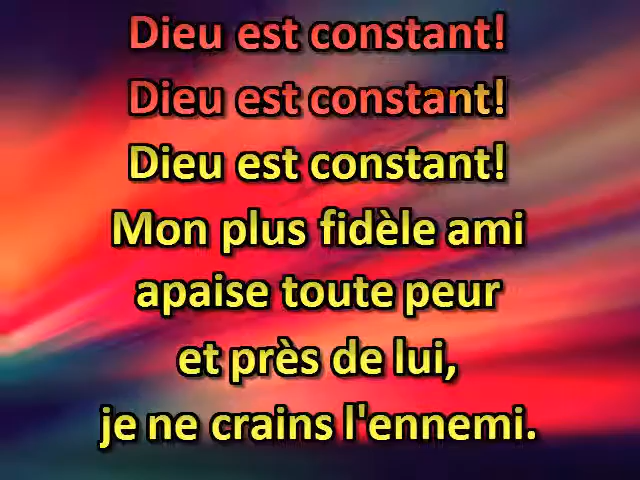 Dieu est constant!
Dieu est constant!
Dieu est constant!
Mon plus fidèle ami
apaise toute peur
et près de lui,
je ne crains l'ennemi.